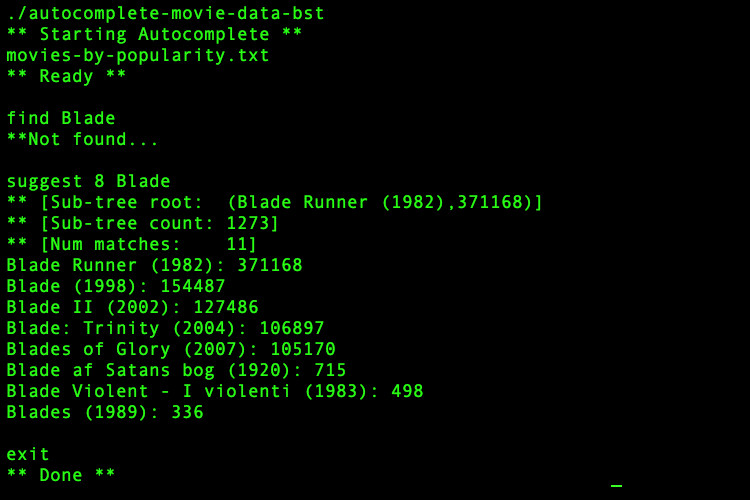 ./autocomplete-movie-data-bst
** Starting Autocomplete **
movies-by-popularity.txt
** Ready **
find Blade
**Not found...
suggest 8 Blade
** [Sub-tree root:  (Blade Runner (1982),371168)]
** [Sub-tree count: 1273]
** [Num matches:    11]
Blade Runner (1982): 371168
Blade (1998): 154487
Blade II (2002): 127486
Blade: Trinity (2004): 106897
Blades of Glory (2007): 105170
Blade af Satans bog (1920): 715
Blade Violent - I violenti (1983): 498
Blades (1989): 336
exit
** Done **